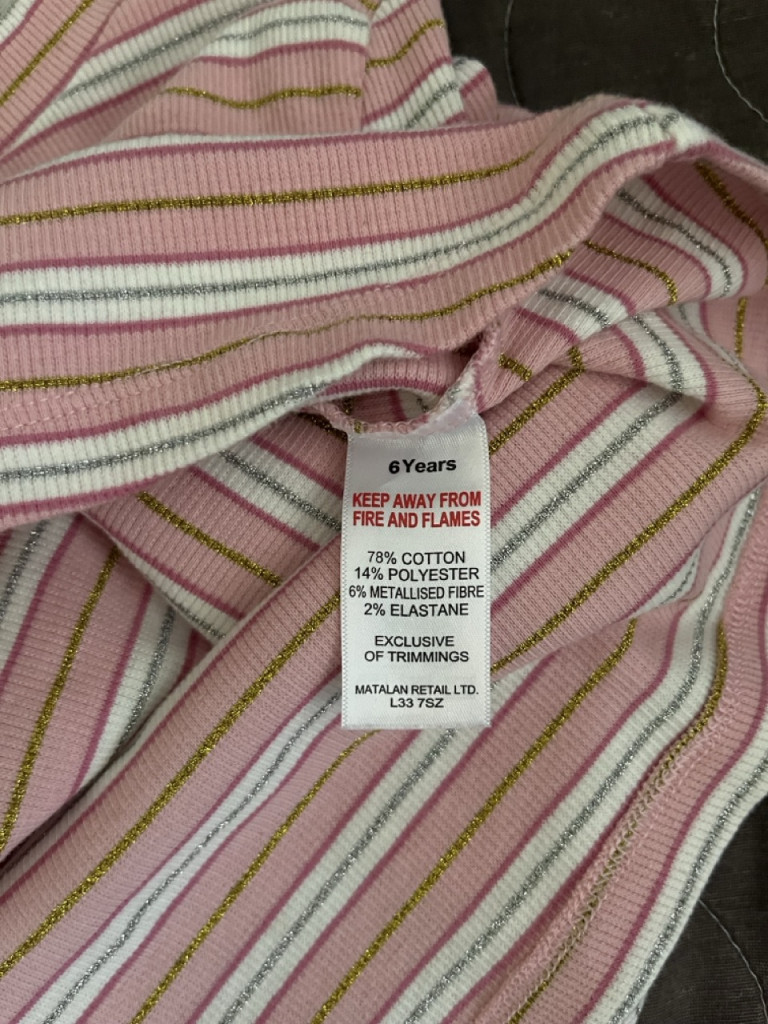 6 Years
KEEP AWAY FROM
FIRE AND FLAMES
78% COTTON
14% POLYESTER
6% METALLISED FIBRE
2% ELASTANE
EXCLUSIVE
OF TRIMMINGS
MATALAN RETAIL LTD.
L33 7SZ